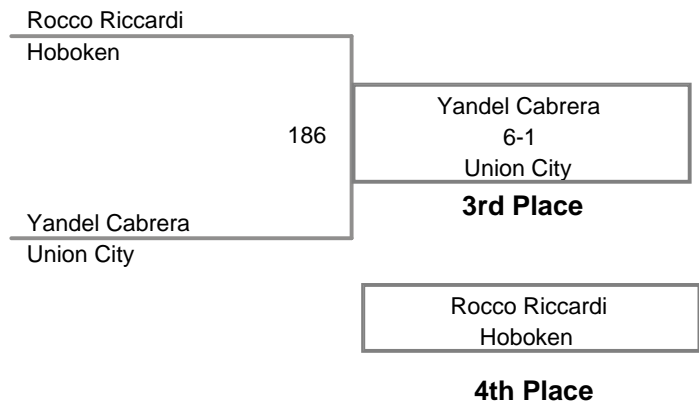 Rocco Riccardi
Hoboken
186
Yandel Cabrera
6-1
Union City
3rd Place
Yandel Cabrera
Union City
Rocco Riccardi
Hoboken
4th Place